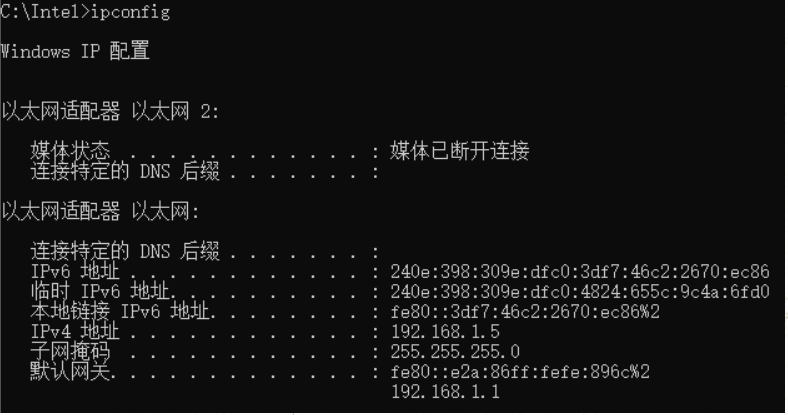 C:\Intel>ipconfig
Windows IP 配置
以太网适配器 以太网 2:
媒体状态 . . . . . . . . . . . . : 媒体已断开连接
连接特定的 DNS 后缀 . . . . . . . :
以太网适配器 以太网:
连接特定的 DNS 后缀 . . . . . . . :
IPv6 地址 . . . . . . . . . . . . : 240e:398:309e:dfc0:3df7:46c2:2670:ec86
临时 IPv6 地址. . . . . . . . . . : 240e:398:309e:dfc0:4824:655c:9c4a:6fd0
本地链接 IPv6 地址. . . . . . . . : fe80::3df7:46c2:2670:ec86%2
IPv4 地址 . . . . . . . . . . . . : 192.168.1.5
子网掩码 . . . . . . . . . . . . : 255.255.255.0
默认网关. . . . . . . . . . . . . : fe80::e2a:86ff:fefe:896c%2
192.168.1.1